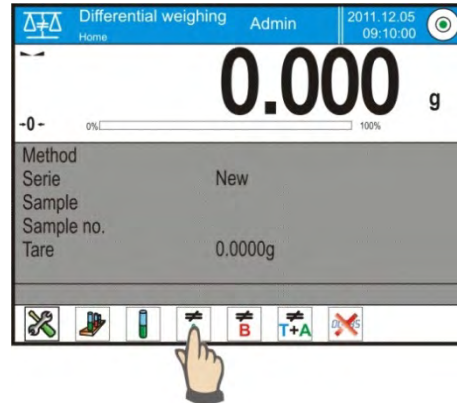 Differential weighing Admin 2011.12.05
Home 09:10:00
0.000 g
-0- 0% 100%
Method
Serie New
Sample
Sample no.
Tare 0.0000g
B T+A